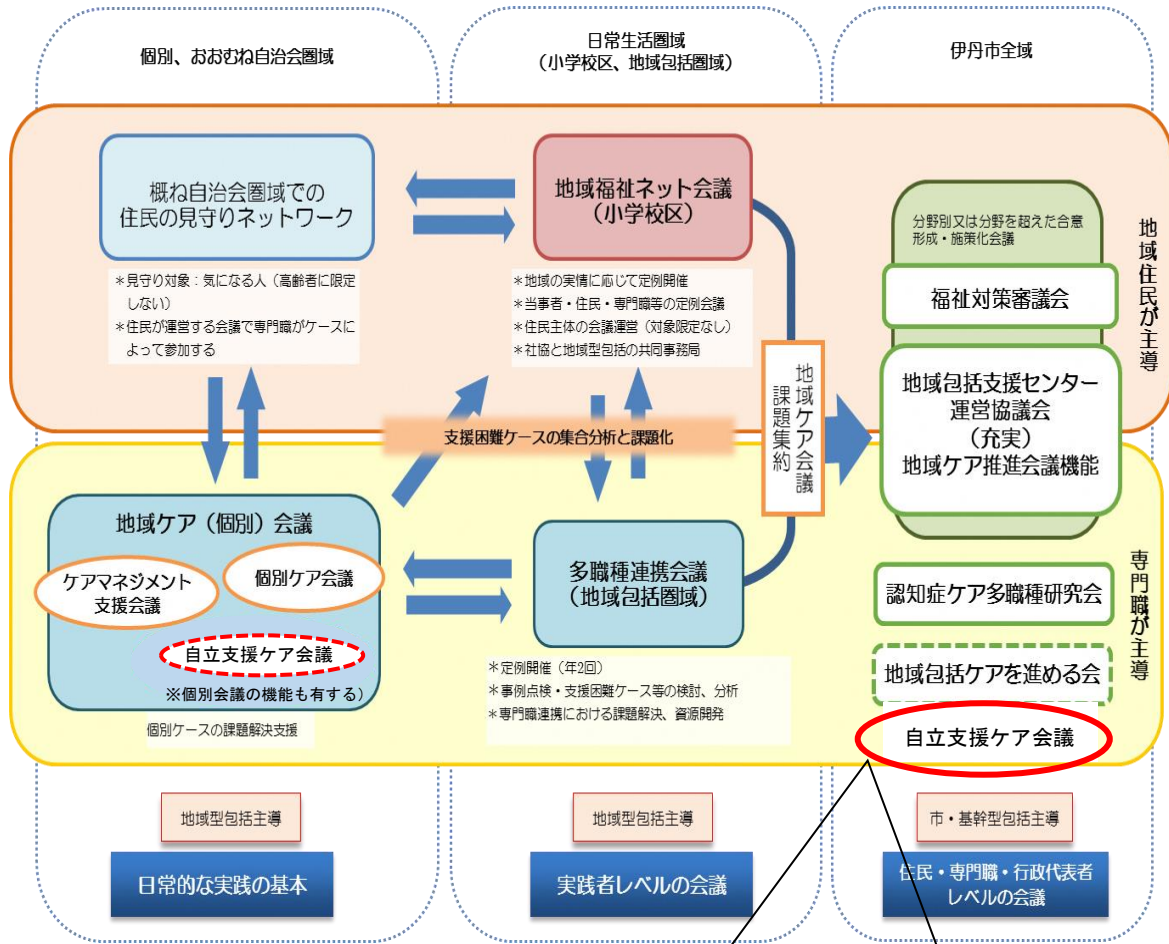 個別、おおむね自治会圏域
日常生活圏域
(小学校区、地域包括圏域)
伊丹市全域
概ね自治会圏域での
住民の見守りネットワーク
＊見守り対象：気になる人（高齢者に限定
しない）
＊住民が運営する会議で専門職がケースに
よって参加する
地域福祉ネット会議
（小学校区）
＊地域の実情に応じて定例開催
＊当事者・住民・専門職等の定例会議
＊住民主体の会議運営（対象限定なし）
＊社協と地域型包括の共同事務局
分野別又は分野を超えた合意
形成・施策化会議
福祉対策審議会
地域包括支援センター
運営協議会
（充実）
地域ケア推進会議機能
地域住民が主導
地域ケア会議
課題集約
支援困難ケースの集合分析と課題化
地域ケア（個別）会議
ケアマネジメント
支援会議
個別ケア会議
自立支援ケア会議
※個別会議の機能も有する）
個別ケースの課題解決支援
多職種連携会議
（地域包括圏域）
＊定例開催（年2回）
＊事例点検・支援困難ケース等の検討、分析
＊専門職連携における課題解決、資源開発
認知症ケア多職種研究会
地域包括ケアを進める会
自立支援ケア会議
専門職が主導
地域型包括主導
地域型包括主導
市・基幹型包括主導
日常的な実践の基本
実践者レベルの会議
住民・専門職・行政代表者
レベルの会議